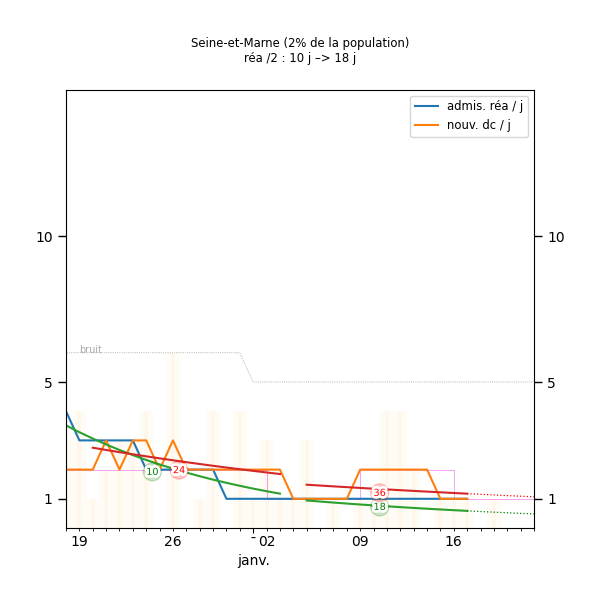 Seine-et-Marne (2% de la population)
réa /2 : 10 j –> 18 j
admis. réa / j
nouv. dc / j
10 10
bruit
5 5
10 24
36
18
1 1
19 26 02 09 16
janv.